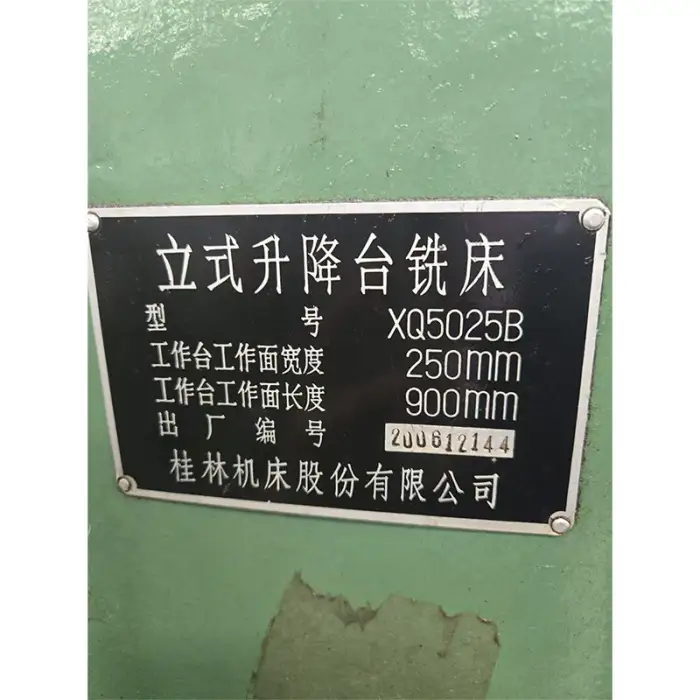 立式升降台铣床
型号 XQ5025B
工作台工作面宽度 250mm
工作台工作面长度 900mm
出厂编号 200612144
桂林机床股份有限公司